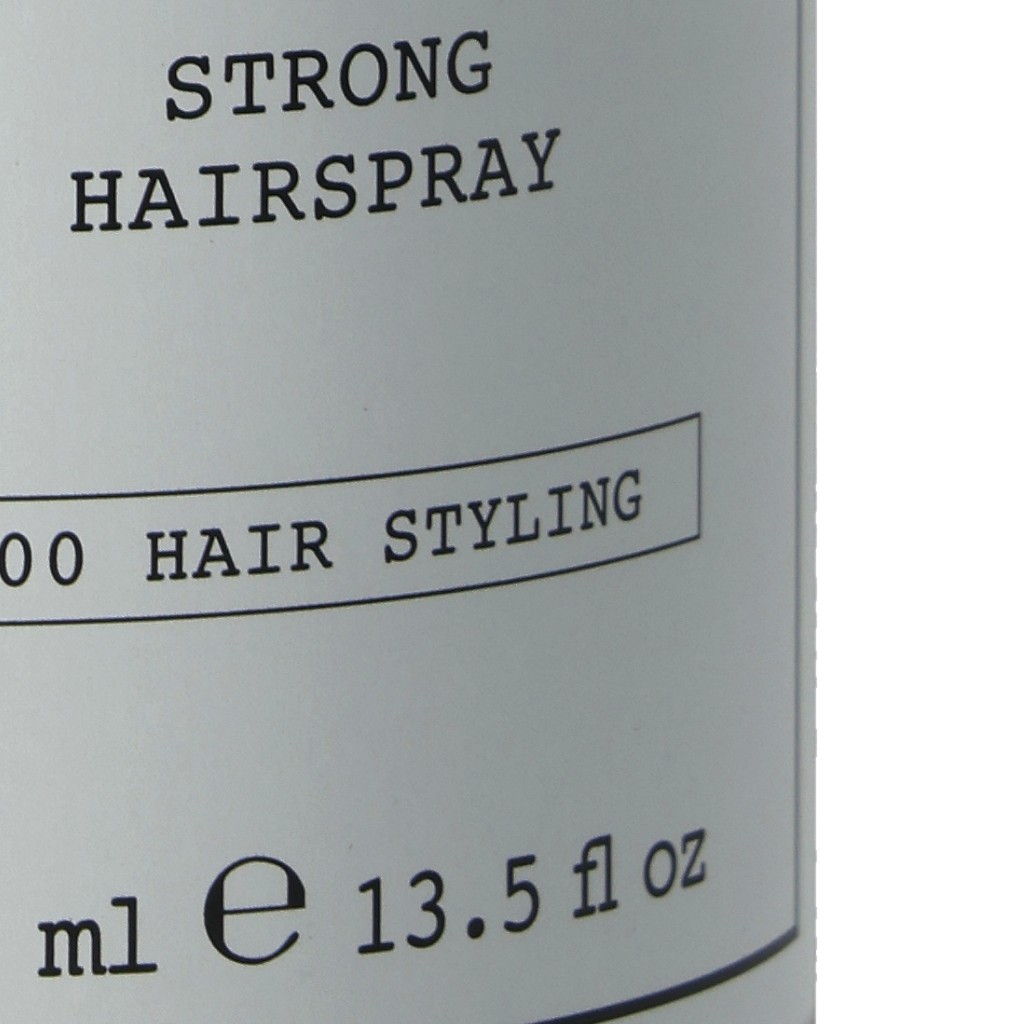 STRONG
HAIRSPRAY
00 HAIR STYLING
ml e 13.5 fl oz